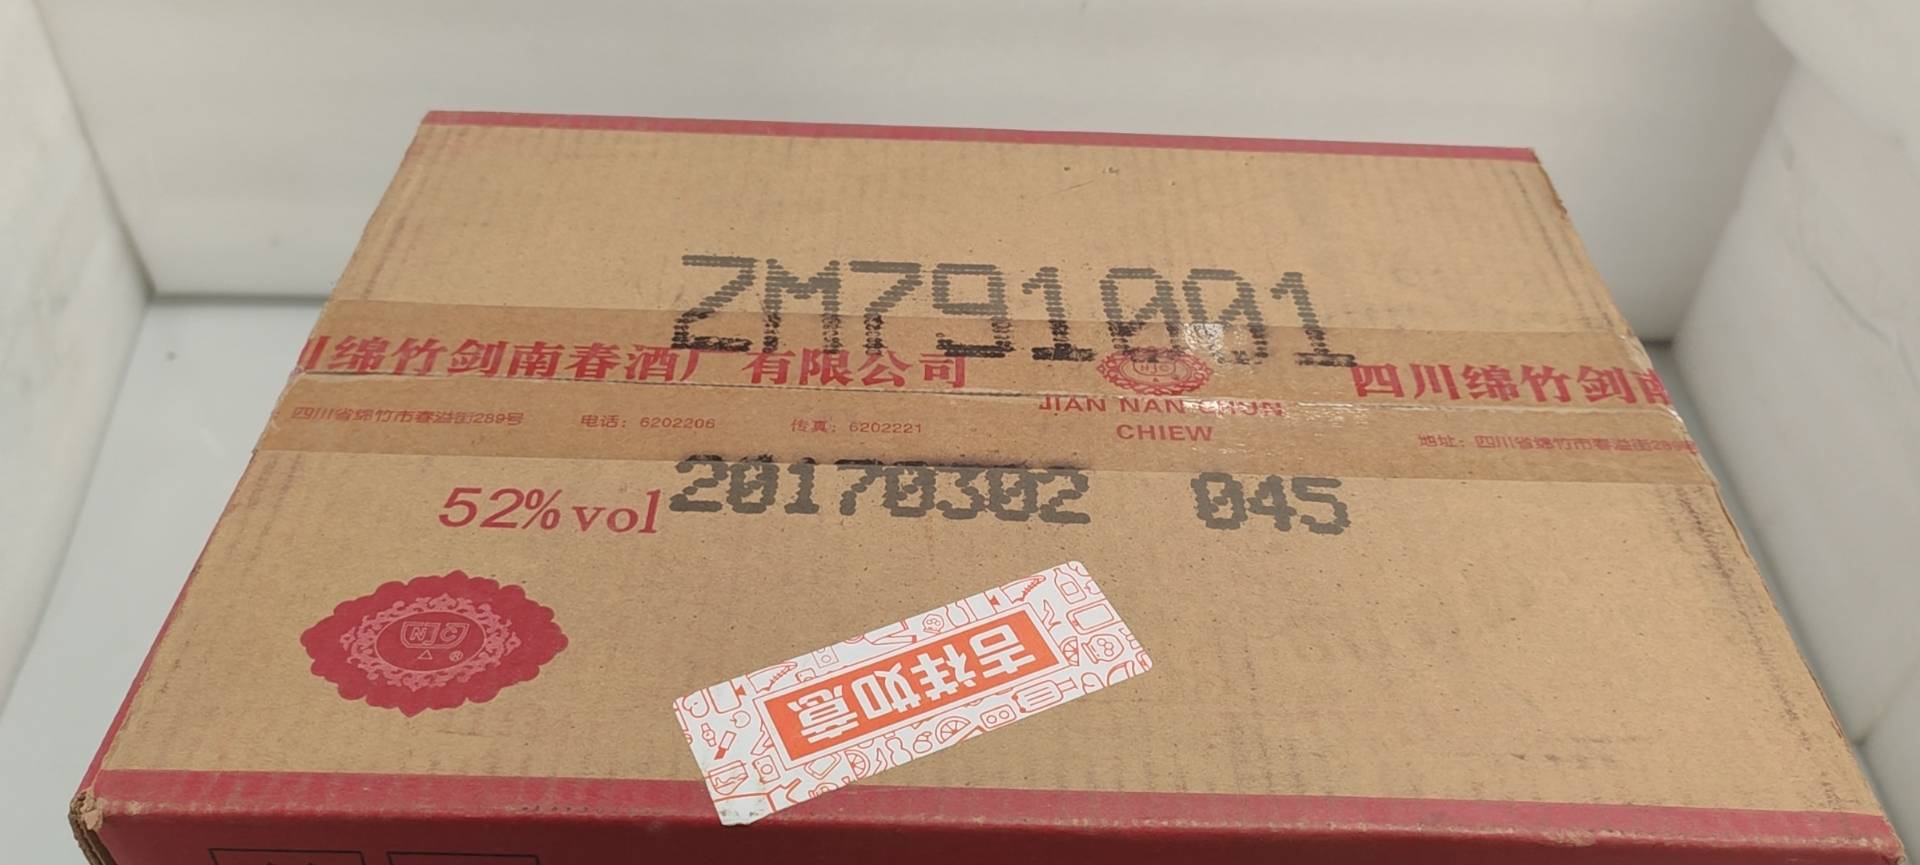 ZM791001
川绵竹剑南春酒厂有限公司
四川绵竹剑南
NJC
JIAN NAN CHUN
CHIEW
：四川省绵竹市春溢街289号 电话：6202206 传真：6202221
地址：四川省绵竹市春溢街289号
52%vol
20170302 045
NJC
®
吉祥如意